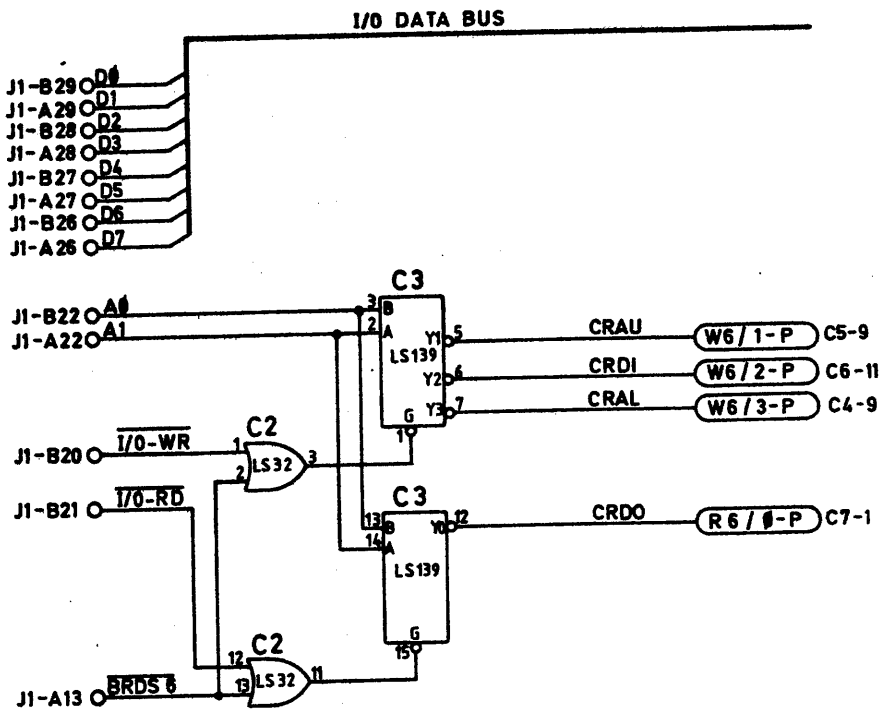 I/O DATA BUS
J1-B29 DØ
J1-A29 D1
J1-B28 D2
J1-A28 D3
J1-B27 D4
J1-A27 D5
J1-B26 D6
J1-A26 D7
C3
J1-B22 AØ 3 B
J1-A22 A1 2 A Y1 5 CRAU W6/1-P C5-9
LS139
Y2 6 CRDI W6/2-P C6-11
Y3 7 CRAL W6/3-P C4-9
G
1
C2
J1-B20 I/O-WR 1
LS32 3
2
C3
J1-B21 I/O-RD
13 B Y0 12 CRDO R6/Ø-P C7-1
14 A
LS139
G
15
C2
12
LS32 11
J1-A13 BRDS 6 13